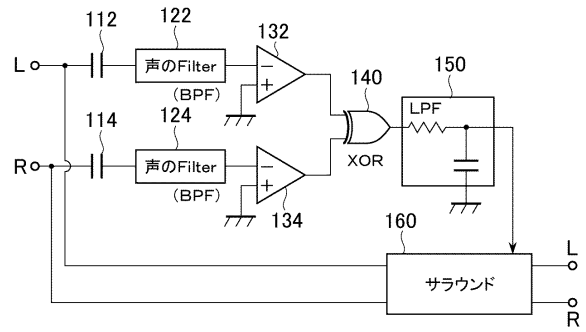 112
122
132
L
声のFilter
−
+
(BPF)
140
150
LPF
114
124
XOR
R
声のFilter
−
+
(BPF)
134
160
サラウンド
L
R